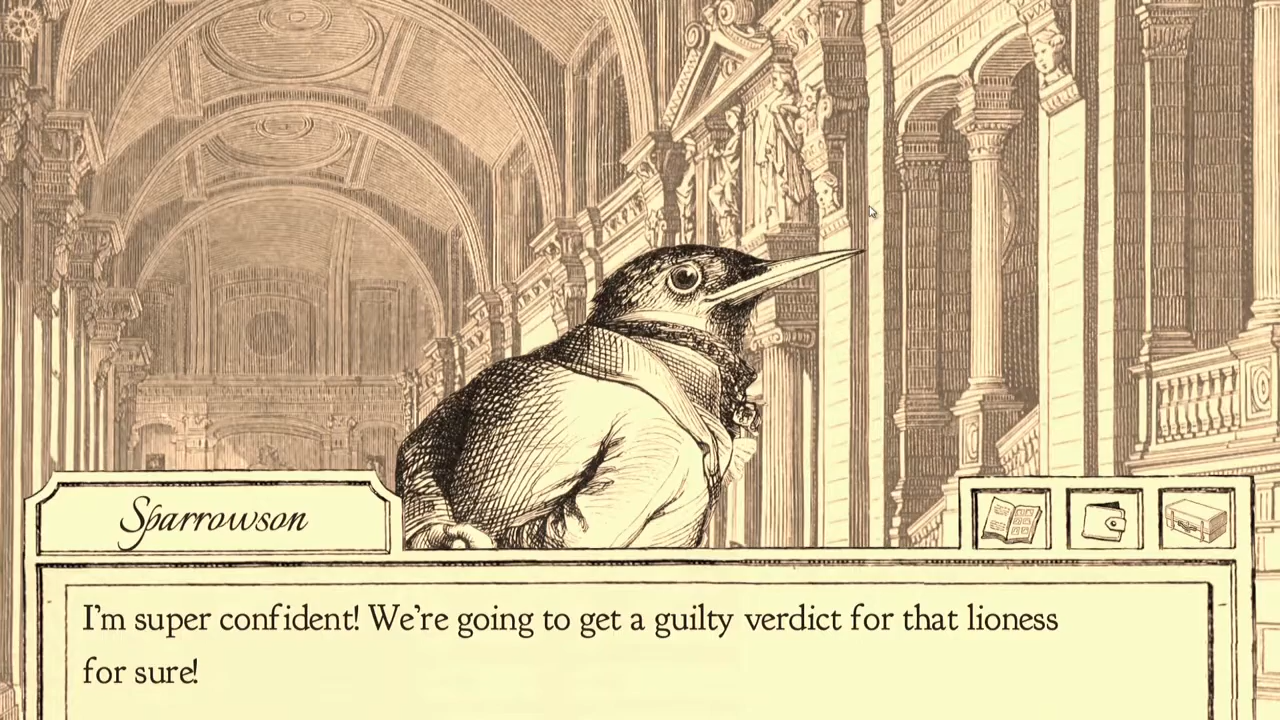 Sparrowson
I'm super confident! We're going to get a guilty verdict for that lioness
for sure!